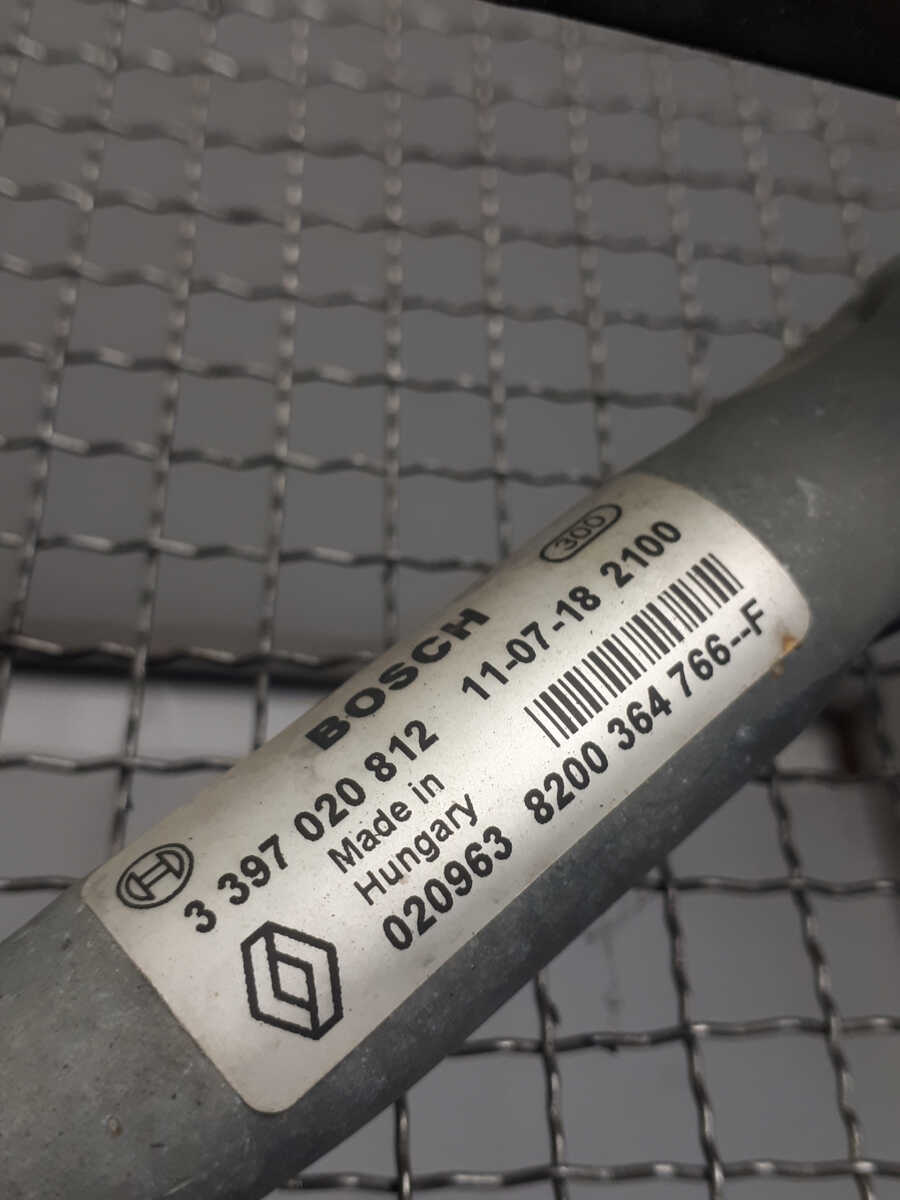 300
BOSCH
3 397 020 812 11-07-18 2100
Made in
Hungary
020963 8200 364 766--F